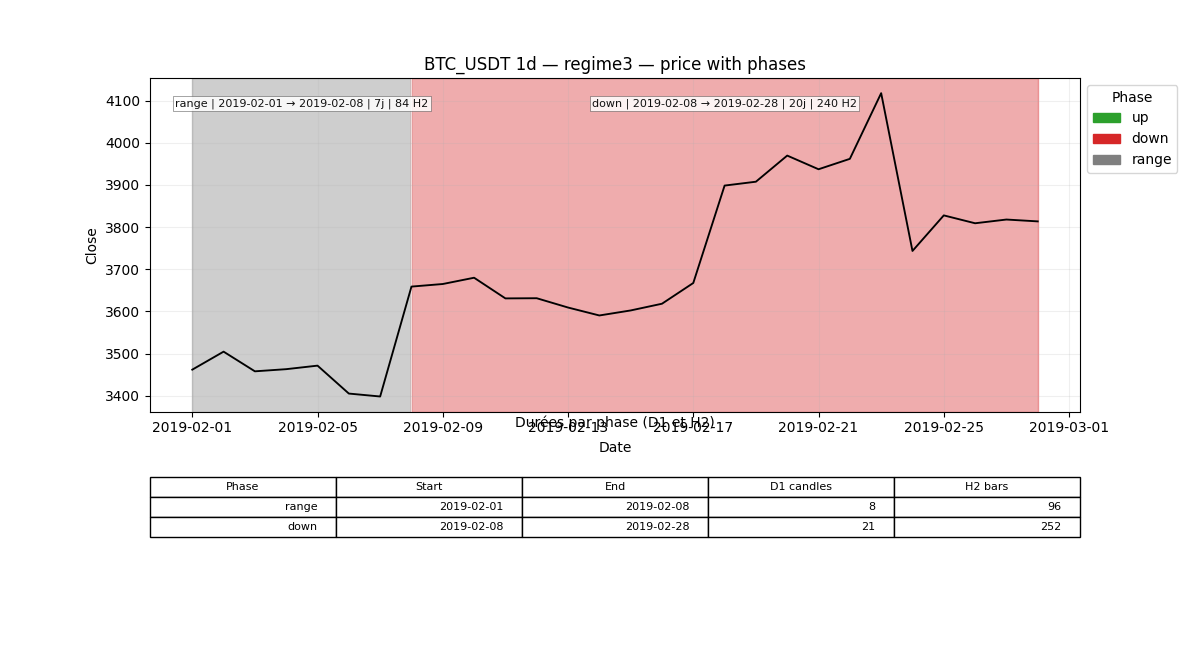 BTC_USDT 1d — regime3 — price with phases
range | 2019-02-01 → 2019-02-08 | 7j | 84 H2
down | 2019-02-08 → 2019-02-28 | 20j | 240 H2
Phase
up
down
range
Close
4100
4000
3900
3800
3700
3600
3500
3400
Durées par phase (D1 et H2)
2019-02-01 2019-02-05 2019-02-09 2019-02-13 2019-02-17 2019-02-21 2019-02-25 2019-03-01
Date
Phase Start End D1 candles H2 bars
range 2019-02-01 2019-02-08 8 96
down 2019-02-08 2019-02-28 21 252